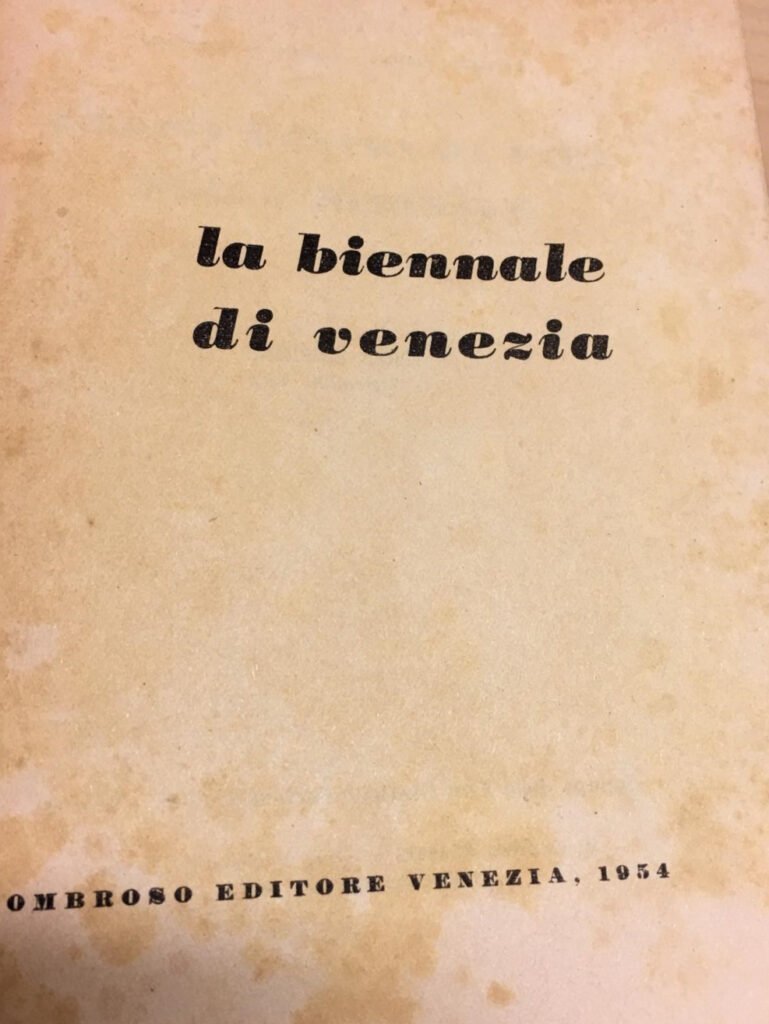 la biennale
di venezia
OMBROSO EDITORE VENEZIA, 1954